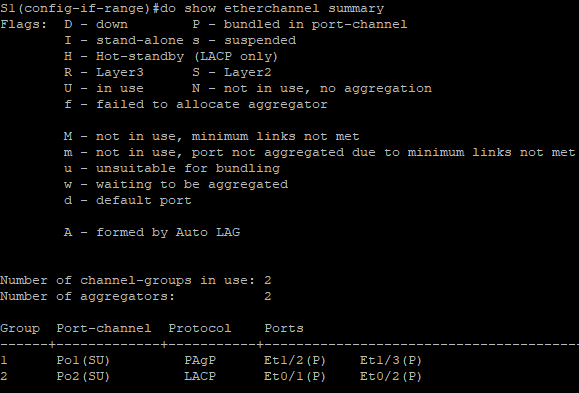 S1(config-if-range)#do show etherchannel summary
Flags:  D - down        P - bundled in port-channel
        I - stand-alone s - suspended
        H - Hot-standby (LACP only)
        R - Layer3      S - Layer2
        U - in use      N - not in use, no aggregation
        f - failed to allocate aggregator

        M - not in use, minimum links not met
        m - not in use, port not aggregated due to minimum links not met
        u - unsuitable for bundling
        w - waiting to be aggregated
        d - default port

        A - formed by Auto LAG


Number of channel-groups in use: 2
Number of aggregators:           2

Group  Port-channel  Protocol    Ports
------+-------------+-----------+-----------------------------------------
1      Po1(SU)         PAgP      Et1/2(P)    Et1/3(P)
2      Po2(SU)         LACP      Et0/1(P)    Et0/2(P)